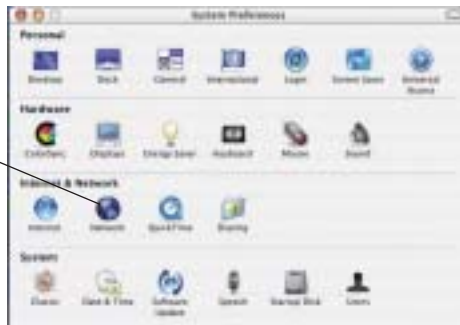 System Preferences
Personal
Desktop Dock General International Login Screen Saver Universal
Access
Hardware
ColorSync Displays Energy Saver Keyboard Mouse Sound
Internet & Network
Internet Network QuickTime Sharing
System
Classic Date & Time Software Speech Startup Disk Users
Update